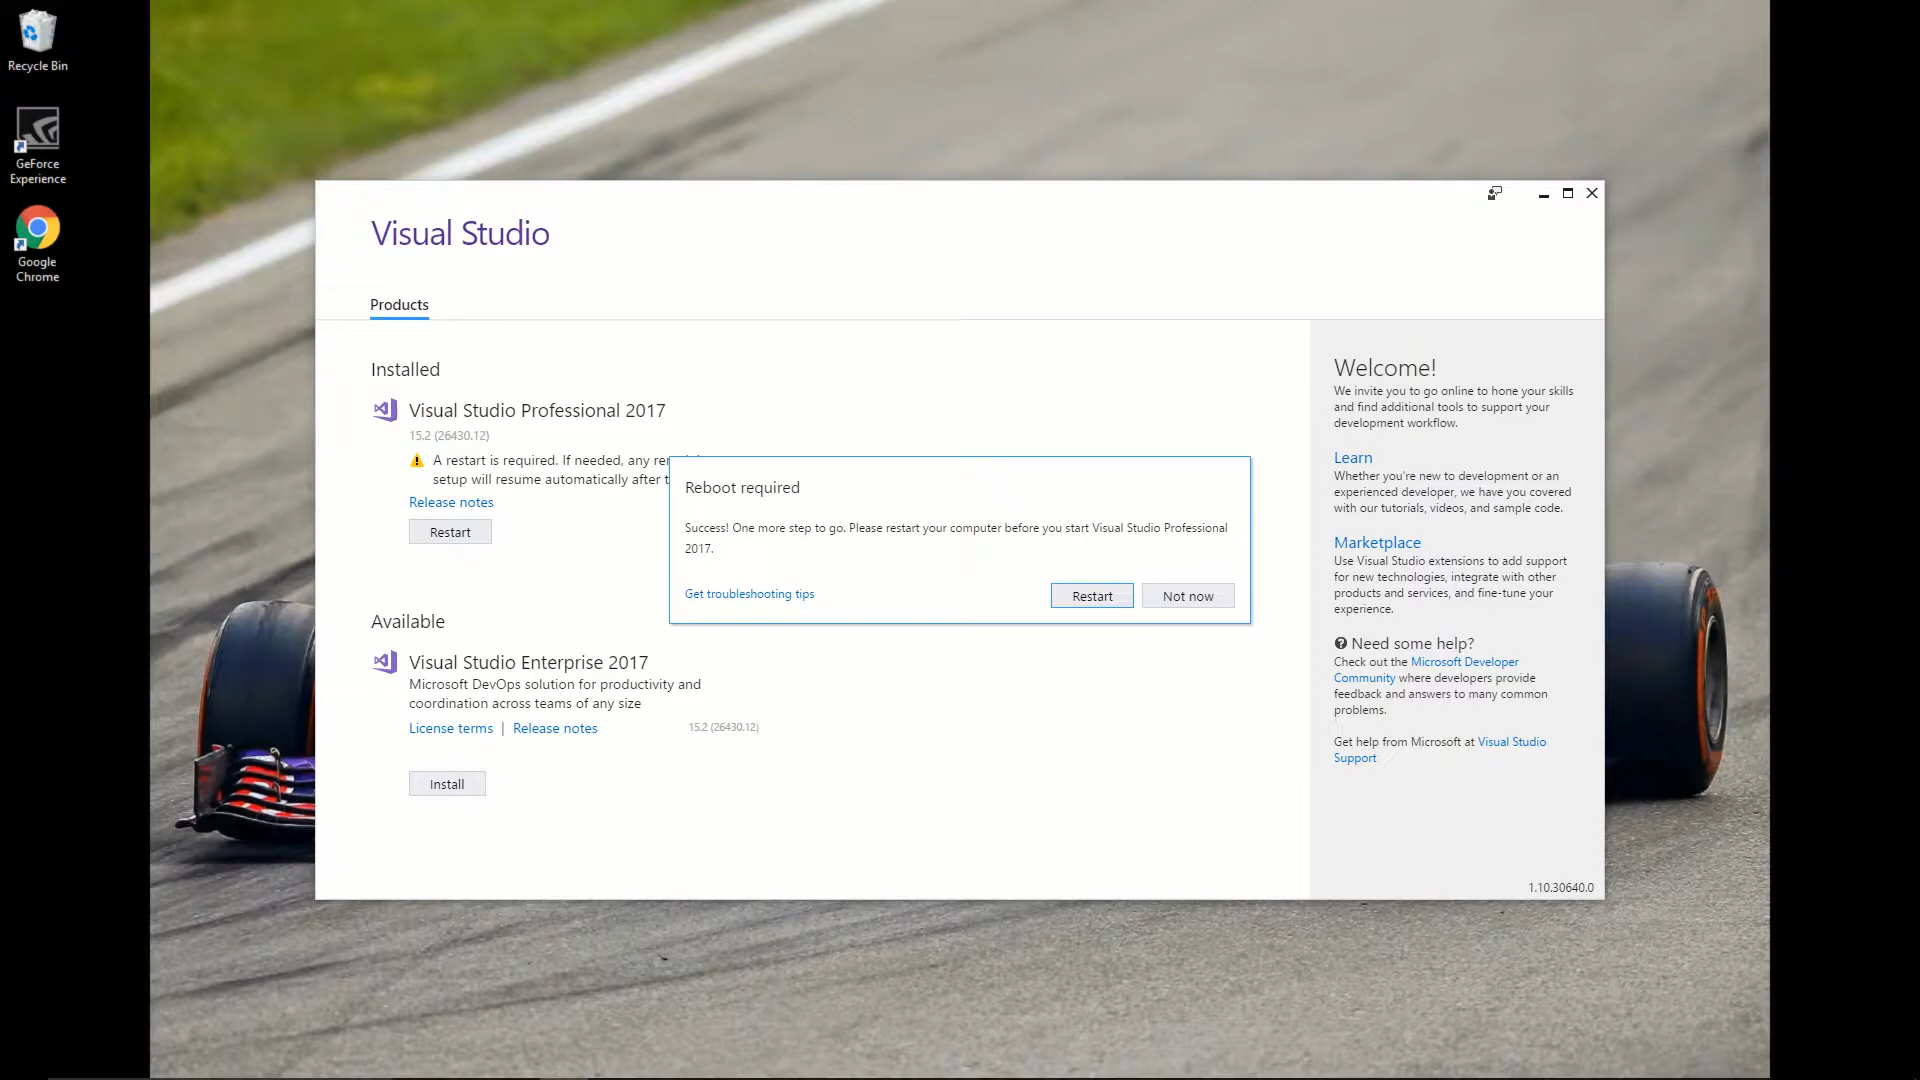 Recycle Bin
GeForce
Experience
Google
Chrome
Visual Studio
Products
Installed
Visual Studio Professional 2017
15.2 (26430.12)
A restart is required. If needed, any
setup will resume automatically after
Release notes
Restart
Reboot required
Success! One more step to go. Please restart your computer before you start Visual Studio Professional
2017.
Get troubleshooting tips
Restart
Not now
Available
Visual Studio Enterprise 2017
Microsoft DevOps solution for productivity and
coordination across teams of any size
License terms | Release notes
15.2 (26430.12)
Install
Welcome!
We invite you to go online to hone your skills
and find additional tools to support your
development workflow.
Learn
Whether you're new to development or an
experienced developer, we have you covered
with our tutorials, videos, and sample code.
Marketplace
Use Visual Studio extensions to add support
for new technologies, integrate with other
products and services, and fine-tune your
experience.
Need some help?
Check out the Microsoft Developer
Community where developers provide
feedback and answers to many common
problems.
Get help from Microsoft at Visual Studio
Support
1.10.30640.0